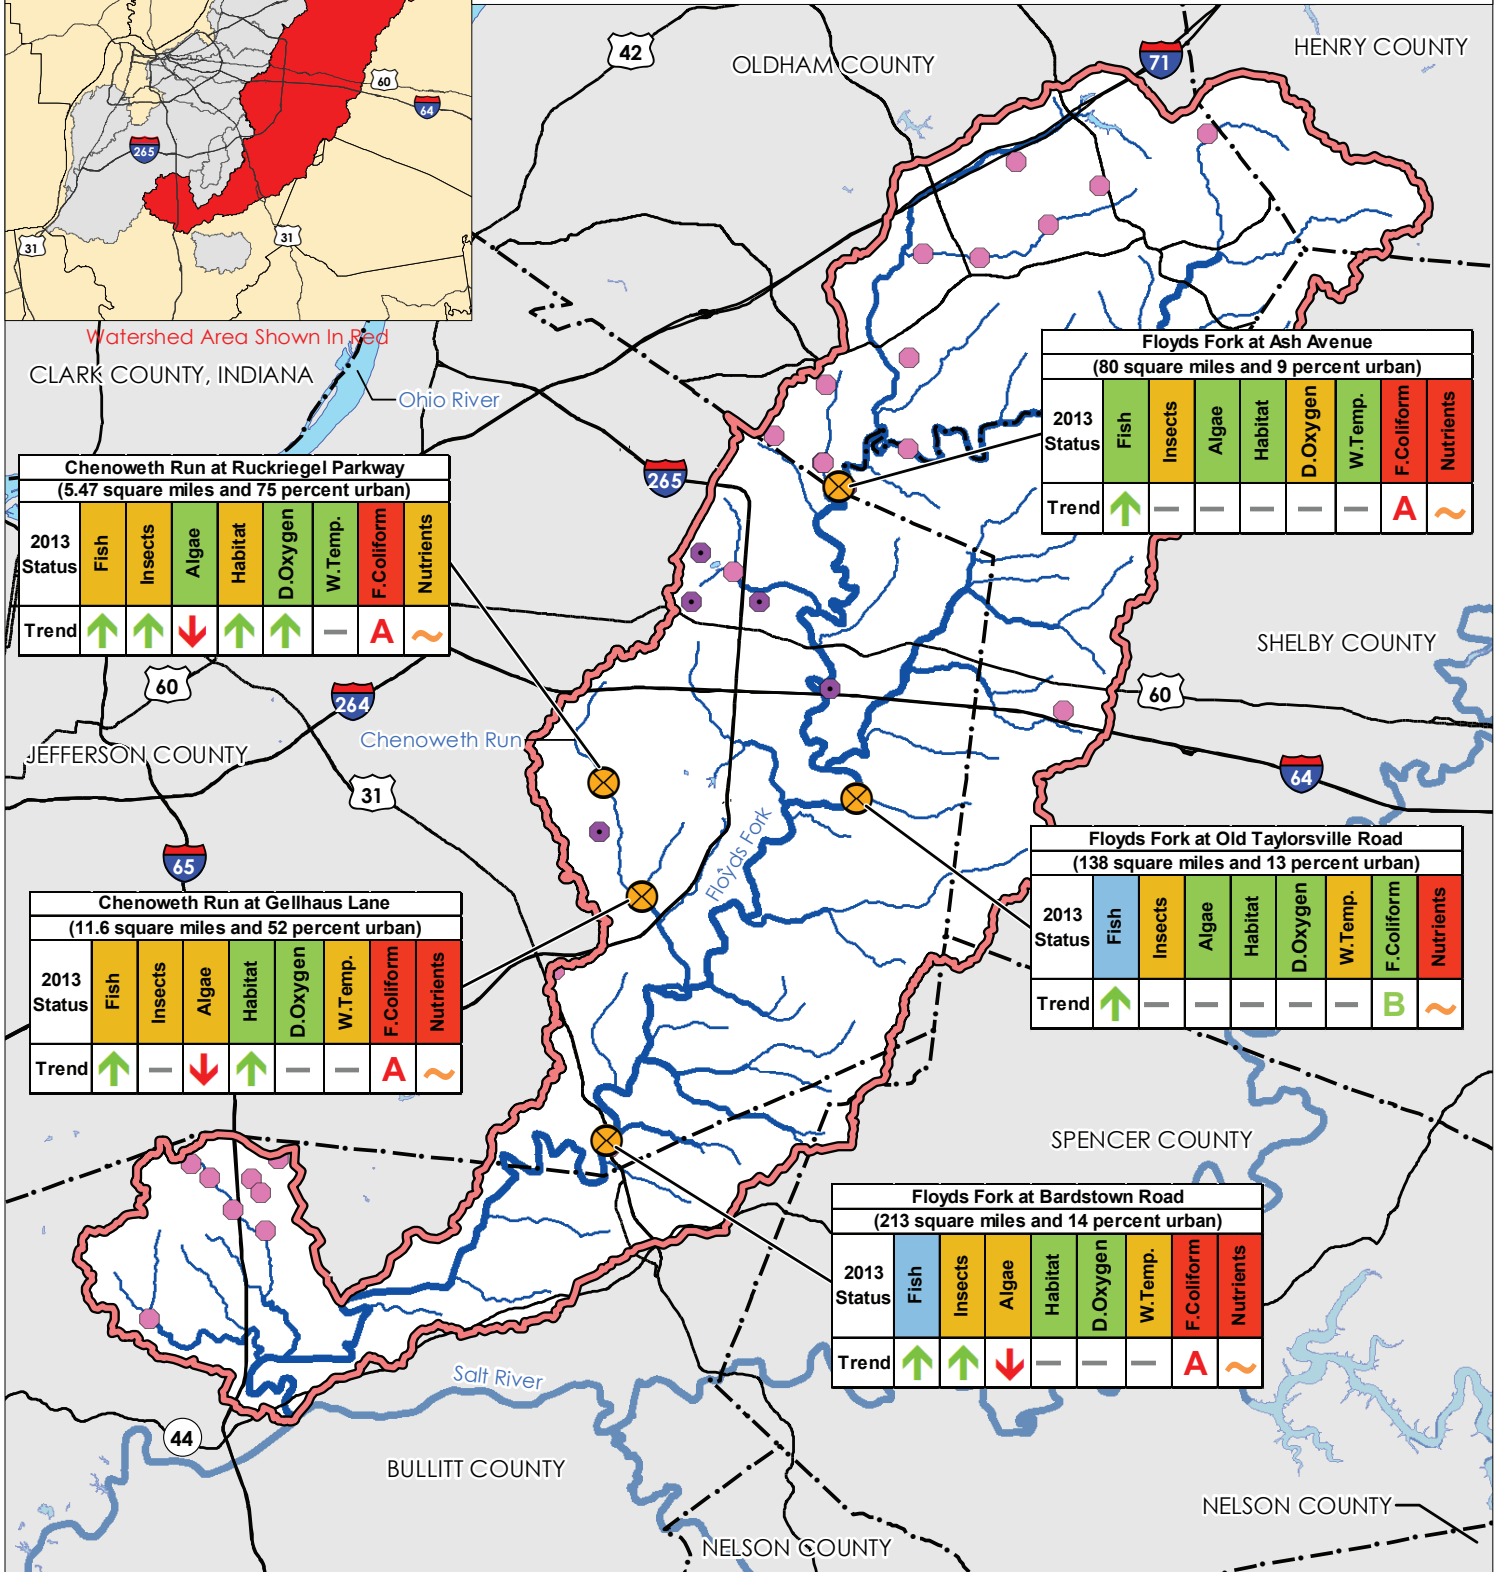 60
64
265
31
31
Watershed Area Shown In Red
42
OLDHAM COUNTY
71
HENRY COUNTY
CLARK COUNTY, INDIANA
Ohio River
Floyds Fork at Ash Avenue
(80 square miles and 9 percent urban)
2013
Status
Fish
Insects
Algae
Habitat
D.Oxygen
W.Temp.
F.Coliform
Nutrients
Trend
A
~
265
Chenoweth Run at Ruckriegel Parkway
(5.47 square miles and 75 percent urban)
2013
Status
Fish
Insects
Algae
Habitat
D.Oxygen
W.Temp.
F.Coliform
Nutrients
Trend
A
~
SHELBY COUNTY
60
264
60
JEFFERSON COUNTY
Chenoweth Run
31
64
65
Floyds Fork
Floyds Fork at Old Taylorsville Road
(138 square miles and 13 percent urban)
2013
Status
Fish
Insects
Algae
Habitat
D.Oxygen
W.Temp.
F.Coliform
Nutrients
Trend
B
~
Chenoweth Run at Gellhaus Lane
(11.6 square miles and 52 percent urban)
2013
Status
Fish
Insects
Algae
Habitat
D.Oxygen
W.Temp.
F.Coliform
Nutrients
Trend
A
~
SPENCER COUNTY
Floyds Fork at Bardstown Road
(213 square miles and 14 percent urban)
2013
Status
Fish
Insects
Algae
Habitat
D.Oxygen
W.Temp.
F.Coliform
Nutrients
Trend
A
~
Salt River
44
BULLITT COUNTY
NELSON COUNTY
NELSON COUNTY